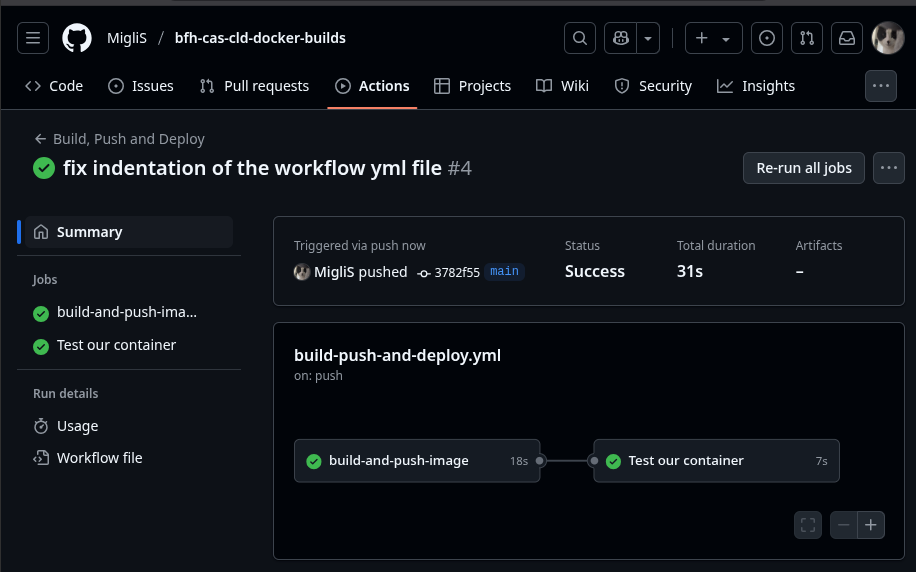 MigliS / bfh-cas-cld-docker-builds
Code Issues Pull requests Actions Projects Wiki Security Insights
← Build, Push and Deploy
fix indentation of the workflow yml file #4
Re-run all jobs
Summary
Jobs
build-and-push-ima...
Test our container
Run details
Usage
Workflow file
Triggered via push now
MigliS pushed 3782f55 main
Status
Success
Total duration
31s
Artifacts
–
build-push-and-deploy.yml
on: push
build-and-push-image 18s
Test our container 7s